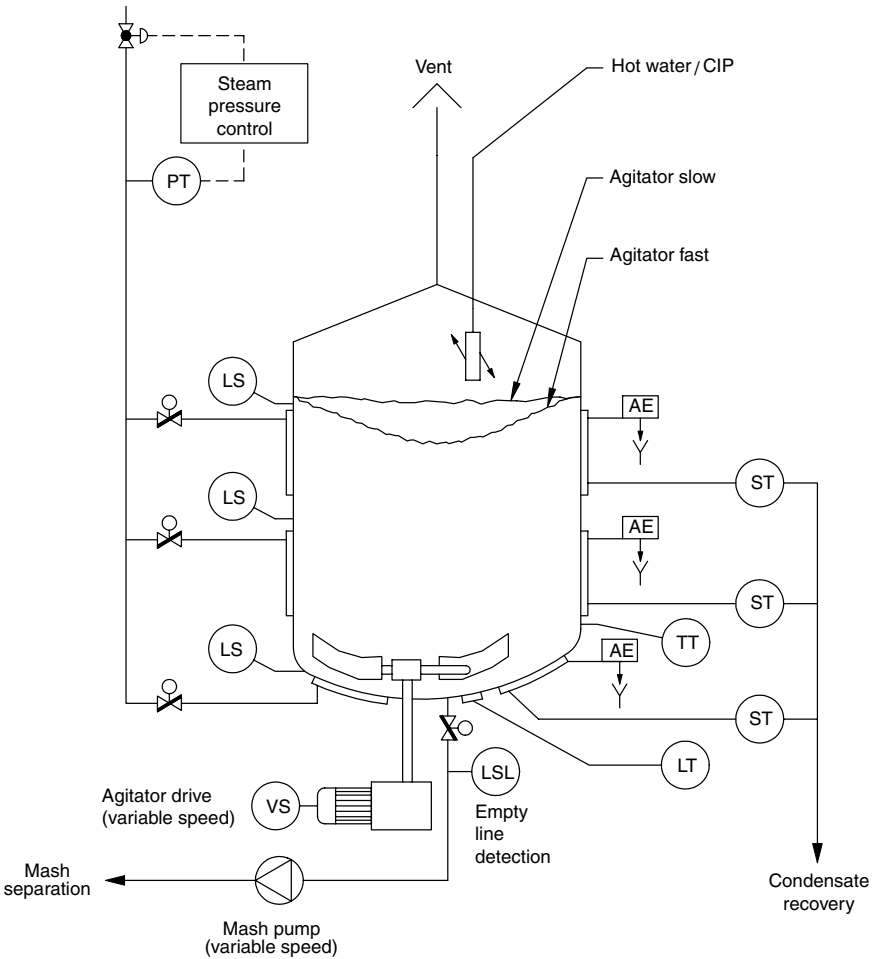 Steam
pressure
control
PT
Vent
Hot water/CIP
Agitator slow
Agitator fast
LS
AE
ST
LS
AE
ST
LS
TT
AE
ST
LT
LSL
Empty
line
detection
Agitator drive
(variable speed)
VS
Mash
separation
Mash pump
(variable speed)
Condensate
recovery